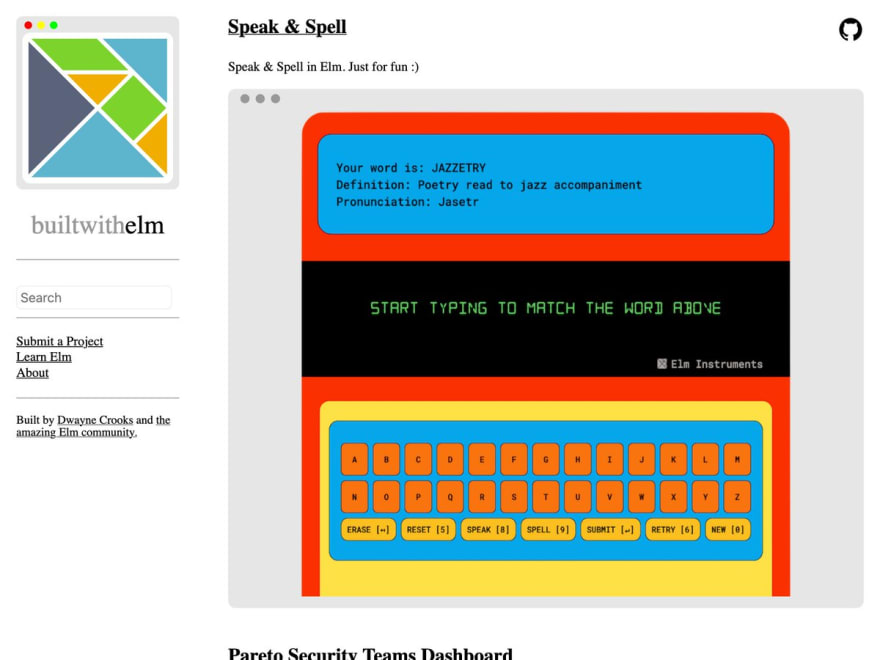 builtwithelm
Search
Submit a Project
Learn Elm
About
Built by Dwayne Crooks and the
amazing Elm community.
Speak & Spell
Speak & Spell in Elm. Just for fun :)
Your word is: JAZZETRY
Definition: Poetry read to jazz accompaniment
Pronunciation: Jasetr
START TYPING TO MATCH THE WORD ABOVE
Elm Instruments
A B C D E F G H I J K L M
N O P Q R S T U V W X Y Z
ERASE [↔] RESET [5] SPEAK [8] SPELL [9] SUBMIT [↵] RETRY [6] NEW [0]
Pareto Security Teams Dashboard